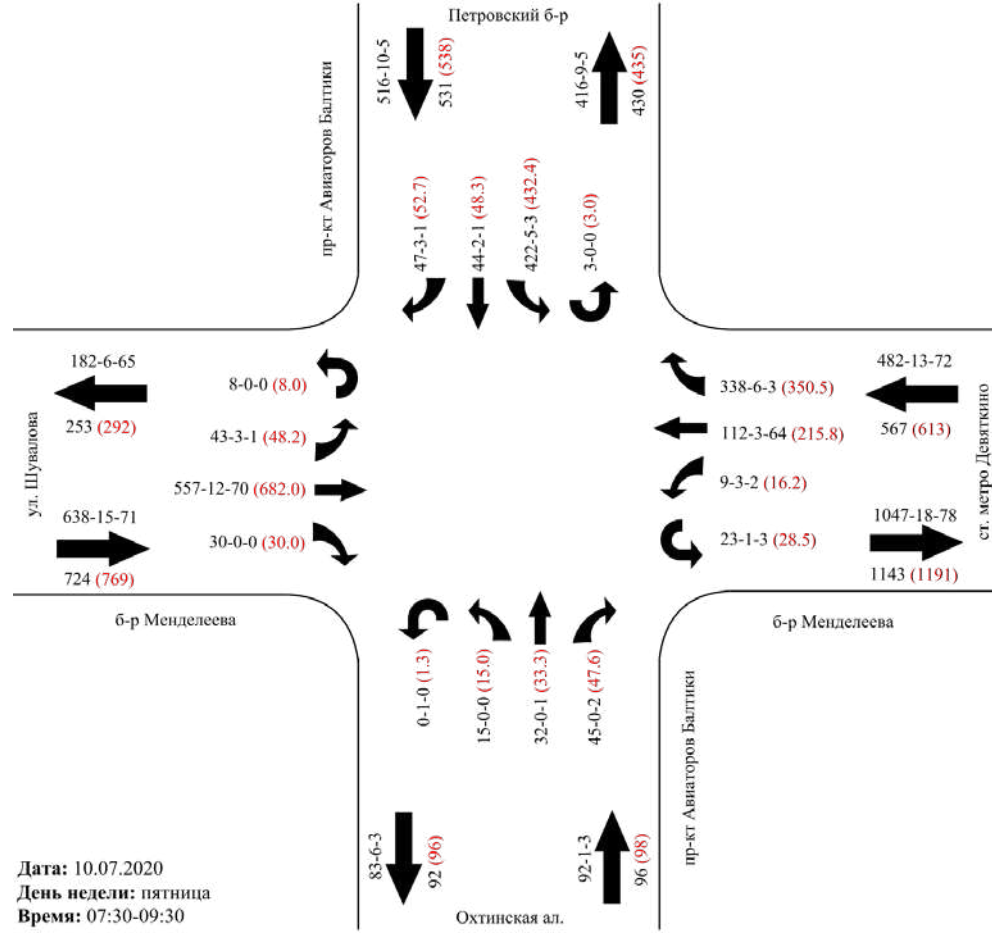 Петровский б-р
516-10-5
531 (538)
416-9-5
430 (435)
пр-кт Авиаторов Балтики
47-3-1 (52.7)
44-2-1 (48.3)
422-5-3 (432.4)
3-0-0 (3.0)
182-6-65
253 (292)
ул. Шувалова
638-15-71
724 (769)
8-0-0 (8.0)
43-3-1 (48.2)
557-12-70 (682.0)
30-0-0 (30.0)
338-6-3 (350.5)
112-3-64 (215.8)
9-3-2 (16.2)
23-1-3 (28.5)
482-13-72
567 (613)
ст. метро Девяткино
1047-18-78
1143 (1191)
б-р Менделеева
б-р Менделеева
0-1-0 (1.3)
15-0-0 (15.0)
32-0-1 (33.3)
45-0-2 (47.6)
пр-кт Авиаторов Балтики
83-6-3
92 (96)
92-1-3
96 (98)
Охтинская ал.
Дата: 10.07.2020
День недели: пятница
Время: 07:30-09:30